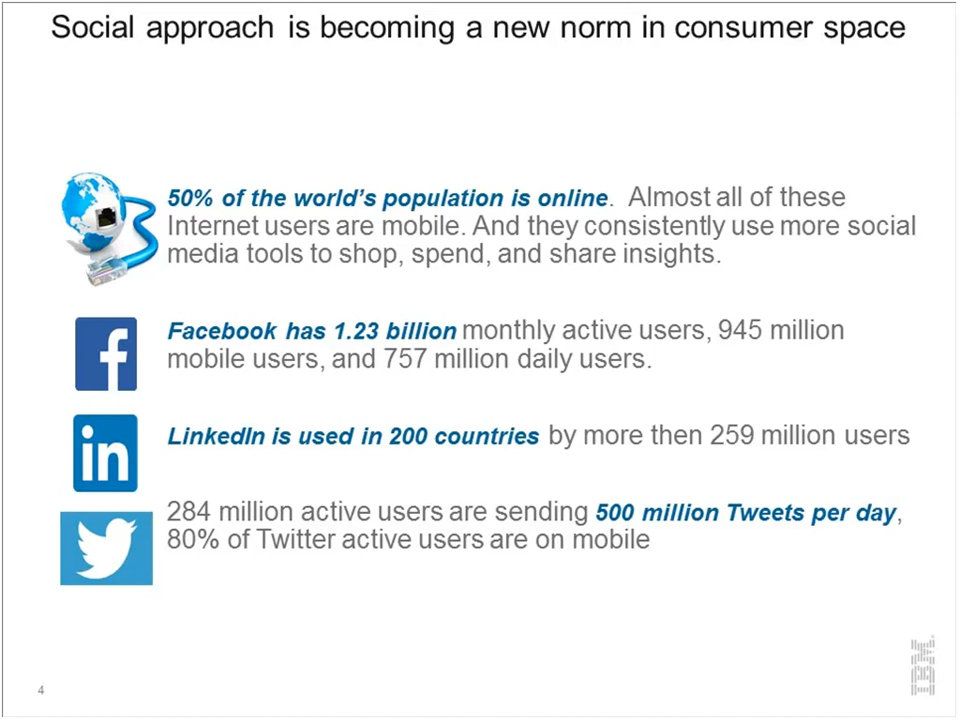 Social approach is becoming a new norm in consumer space
50% of the world's population is online. Almost all of these
Internet users are mobile. And they consistently use more social
media tools to shop, spend, and share insights.
Facebook has 1.23 billion monthly active users, 945 million
mobile users, and 757 million daily users.
LinkedIn is used in 200 countries by more then 259 million users
284 million active users are sending 500 million Tweets per day,
80% of Twitter active users are on mobile
f
in
4
IBM